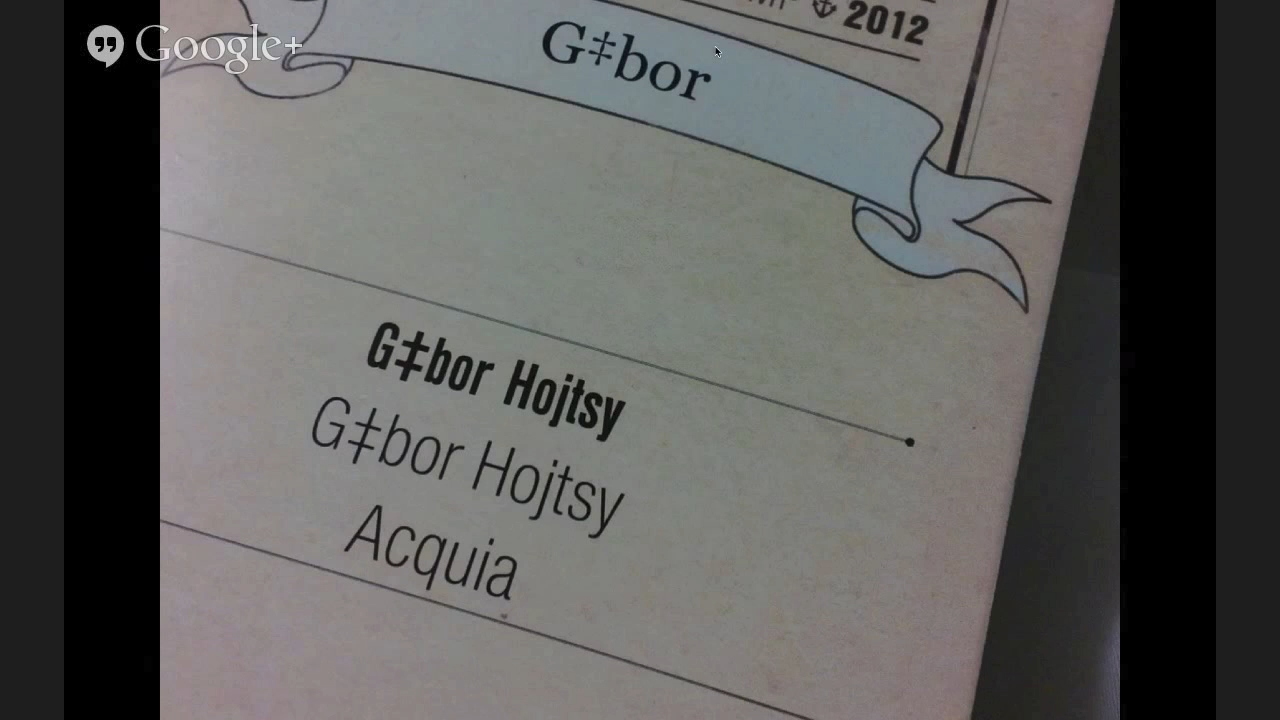 Google+
2012
G‡bor
G‡bor Hojtsy
G‡bor Hojtsy
Acquia